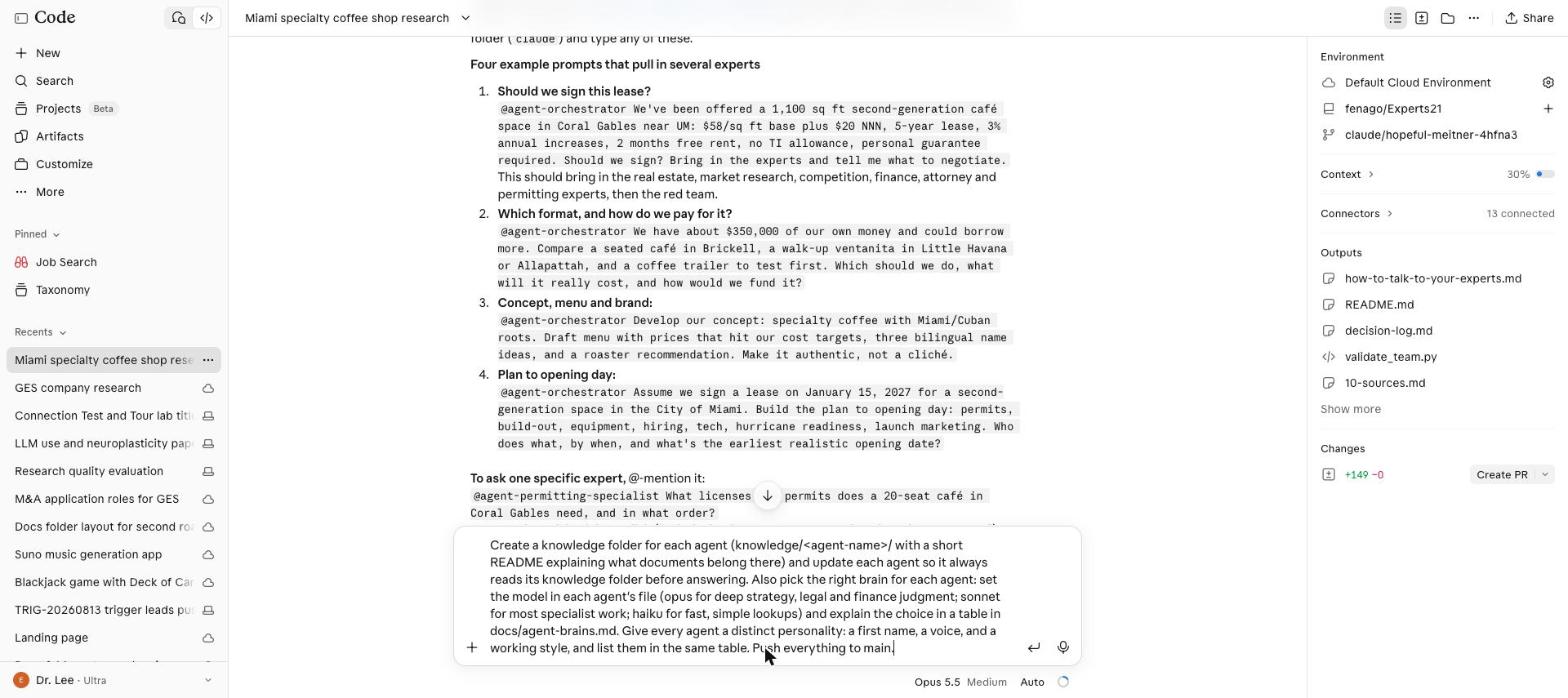 Code
New
Search
Projects Beta
Artifacts
Customize
More
Pinned
Job Search
Taxonomy
Recents
Miami specialty coffee shop rese
GES company research
Connection Test and Tour lab titl
LLM use and neuroplasticity pap
Research quality evaluation
M&A application roles for GES
Docs folder layout for second ro
Suno music generation app
Blackjack game with Deck of Car
TRIG-20260813 trigger leads pu
Landing page
Dr. Lee · Ultra
Miami specialty coffee shop research
folder ( claude ) and type any of these.
Four example prompts that pull in several experts
1. Should we sign this lease?
@agent-orchestrator We've been offered a 1,100 sq ft second-generation café
space in Coral Gables near UM: $58/sq ft base plus $20 NNN, 5-year lease, 3%
annual increases, 2 months free rent, no TI allowance, personal guarantee
required. Should we sign? Bring in the experts and tell me what to negotiate.
This should bring in the real estate, market research, competition, finance, attorney and
permitting experts, then the red team.
2. Which format, and how do we pay for it?
@agent-orchestrator We have about $350,000 of our own money and could borrow
more. Compare a seated café in Brickell, a walk-up ventanita in Little Havana
or Allapattah, and a coffee trailer to test first. Which should we do, what
will it really cost, and how would we fund it?
3. Concept, menu and brand:
@agent-orchestrator Develop our concept: specialty coffee with Miami/Cuban
roots. Draft menu with prices that hit our cost targets, three bilingual name
ideas, and a roaster recommendation. Make it authentic, not a cliché.
4. Plan to opening day:
@agent-orchestrator Assume we sign a lease on January 15, 2027 for a second-
generation space in the City of Miami. Build the plan to opening day: permits,
build-out, equipment, hiring, tech, hurricane readiness, launch marketing. Who
does what, by when, and what's the earliest realistic opening date?
To ask one specific expert, @-mention it:
@agent-permitting-specialist What licenses permits does a 20-seat café in
Coral Gables need, and in what order?
Create a knowledge folder for each agent (knowledge/<agent-name>/ with a short
README explaining what documents belong there) and update each agent so it always
reads its knowledge folder before answering. Also pick the right brain for each agent: set
the model in each agent's file (opus for deep strategy, legal and finance judgment; sonnet
for most specialist work; haiku for fast, simple lookups) and explain the choice in a table in
docs/agent-brains.md. Give every agent a distinct personality: a first name, a voice, and a
working style, and list them in the same table. Push everything to main.
Opus 5.5 Medium Auto
Share
Environment
Default Cloud Environment
fenago/Experts21
claude/hopeful-meitner-4hfna3
Context 30%
Connectors 13 connected
Outputs
how-to-talk-to-your-experts.md
README.md
decision-log.md
validate_team.py
10-sources.md
Show more
Changes
+149 -0 Create PR